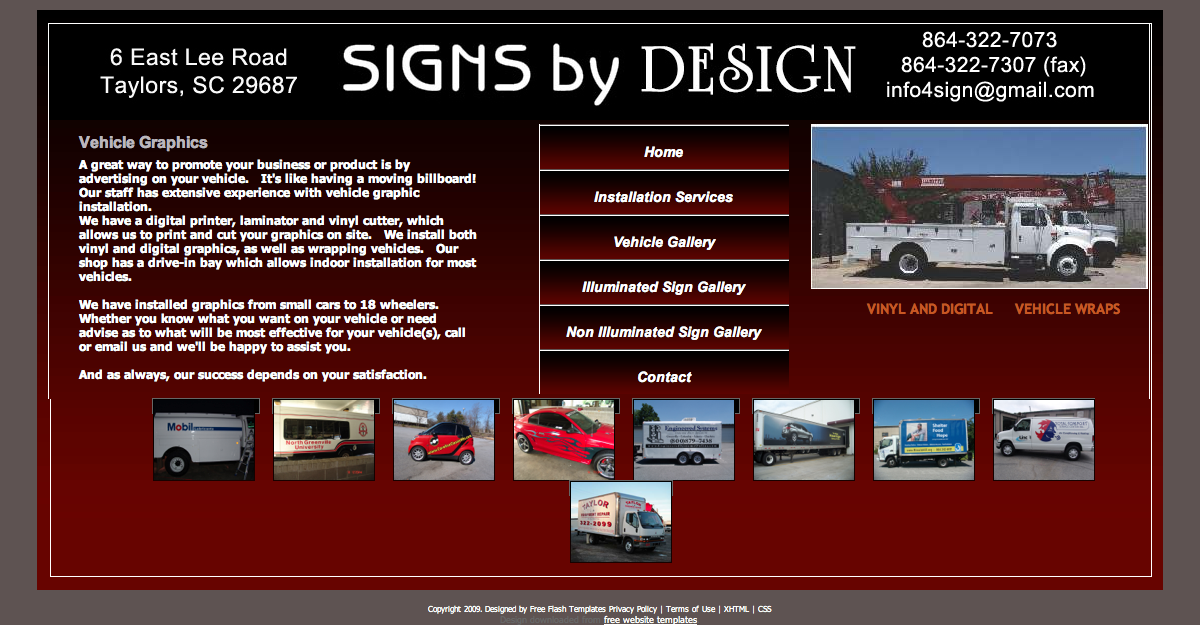 6 East Lee Road
Taylors, SC 29687
SIGNS by DESIGN
864-322-7073
864-322-7307 (fax)
info4sign@gmail.com
Vehicle Graphics
A great way to promote your business or product is by
advertising on your vehicle. It's like having a moving billboard!
Our staff has extensive experience with vehicle graphic
installation.
We have a digital printer, laminator and vinyl cutter, which
allows us to print and cut your graphics on site. We install both
vinyl and digital graphics, as well as wrapping vehicles. Our
shop has a drive-in bay which allows indoor installation for most
vehicles.
We have installed graphics from small cars to 18 wheelers.
Whether you know what you want on your vehicle or need
advise as to what will be most effective for your vehicle(s), call
or email us and we'll be happy to assist you.
And as always, our success depends on your satisfaction.
Home
Installation Services
Vehicle Gallery
Illuminated Sign Gallery
Non Illuminated Sign Gallery
Contact
VINYL AND DIGITAL VEHICLE WRAPS
Mobil
North Greenville
University
Engineered Systems
(864)879-7438
Shelter
Food
Hope
TAYLOR
EQUIPMENT REPAIR
322-2099
Copyright 2009. Designed by Free Flash Templates Privacy Policy | Terms of Use | XHTML | CSS
Design downloaded from free website templates